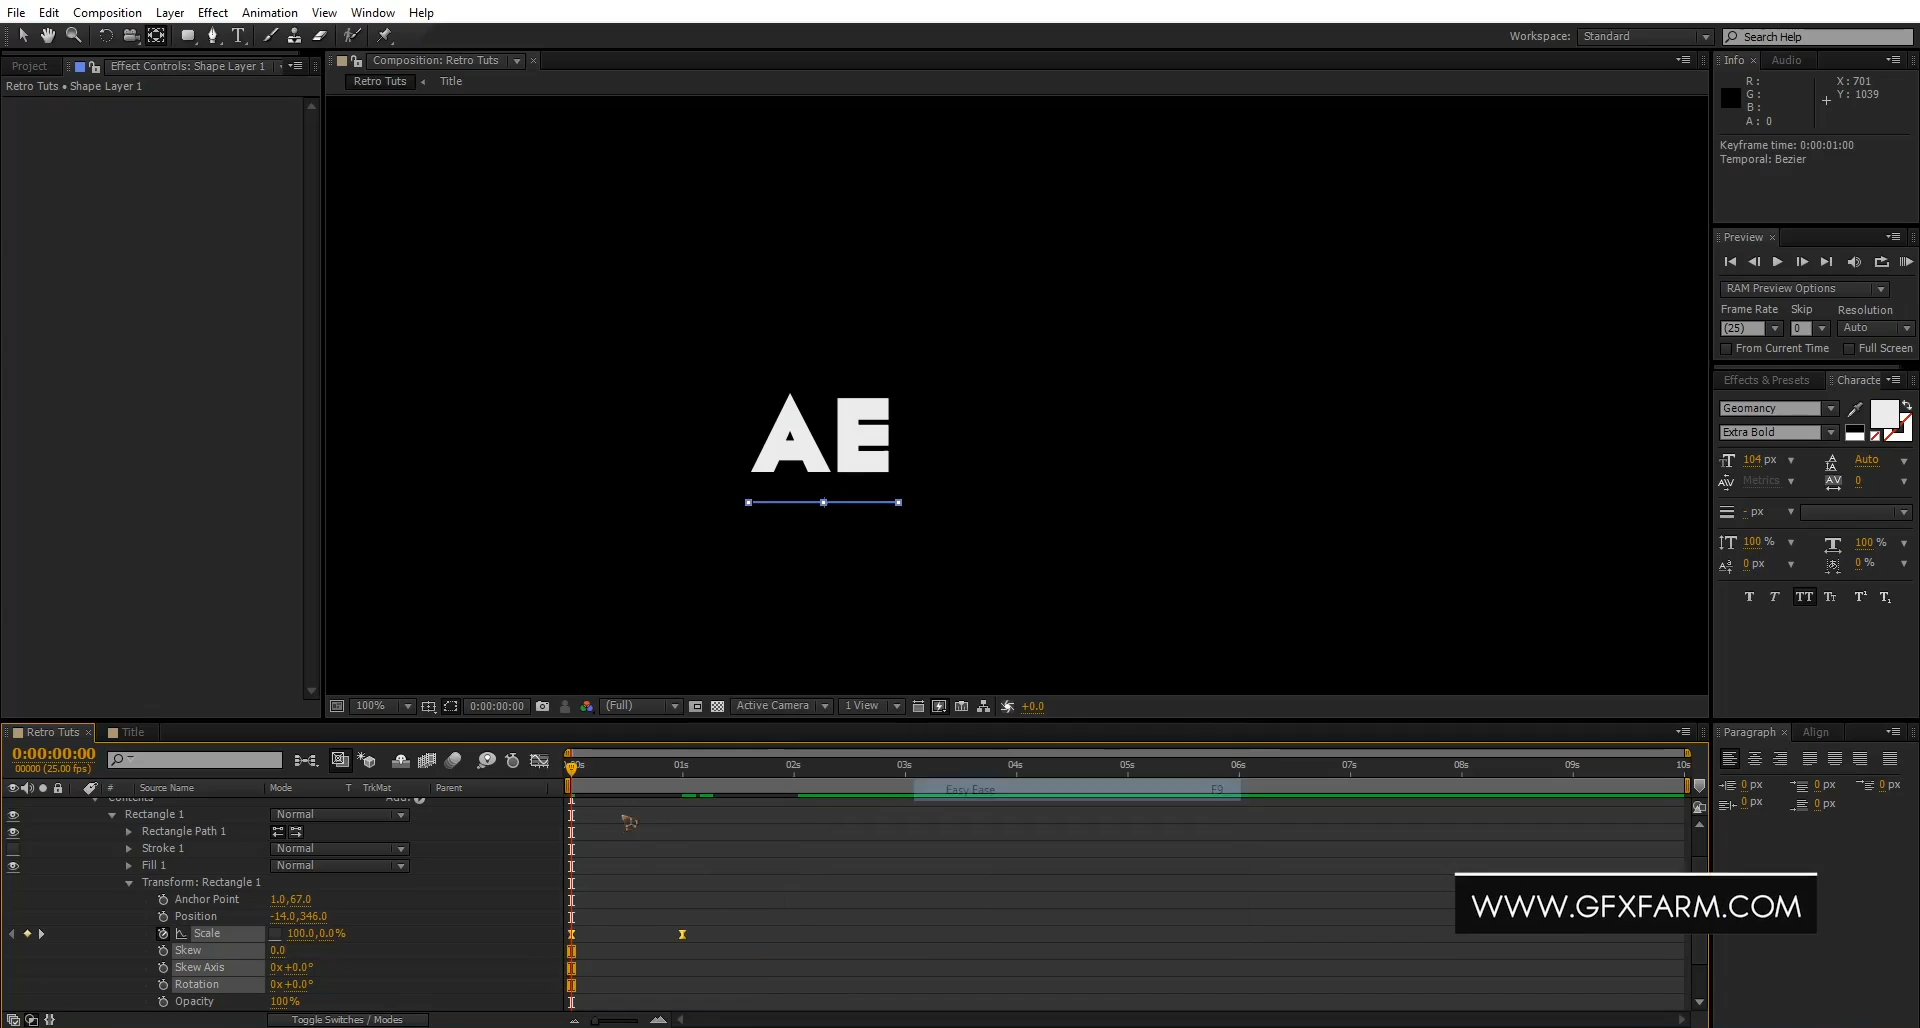 File Edit Composition Layer Effect Animation View Window Help
Workspace: Standard Search Help
Project Effect Controls: Shape Layer 1
Retro Tuts • Shape Layer 1
Composition: Retro Tuts
Retro Tuts Title
AE
100% 0:00:00:00 (Full) Active Camera 1 View +0.0
Info Audio
R : X : 701
G : Y : 1039
B :
A : 0
Keyframe time: 0:00:01:00
Temporal: Bezier
Preview
RAM Preview Options
Frame Rate Skip Resolution
(25) 0 Auto
From Current Time Full Screen
Effects & Presets Characte
Geomancy
Extra Bold
104 px Auto
Metrics 0
- px
100 % 100 %
0 px 0 %
T T TT Tt T¹ T₁
Retro Tuts Title
0:00:00:00
00000 (25.00 fps)
# Source Name Mode T TrkMat Parent
01s 02s 03s 04s 05s 06s 07s 08s 09s 10s
Easy Ease F9
Contents Add:
Rectangle 1 Normal
Rectangle Path 1
Stroke 1 Normal
Fill 1 Normal
Transform: Rectangle 1
Anchor Point 1.0,67.0
Position -14.0,346.0
Scale 100.0,0.0%
Skew 0.0
Skew Axis 0x+0.0°
Rotation 0x+0.0°
Opacity 100%
Toggle Switches / Modes
Paragraph Align
0 px 0 px 0 px
0 px 0 px
WWW.GFXFARM.COM